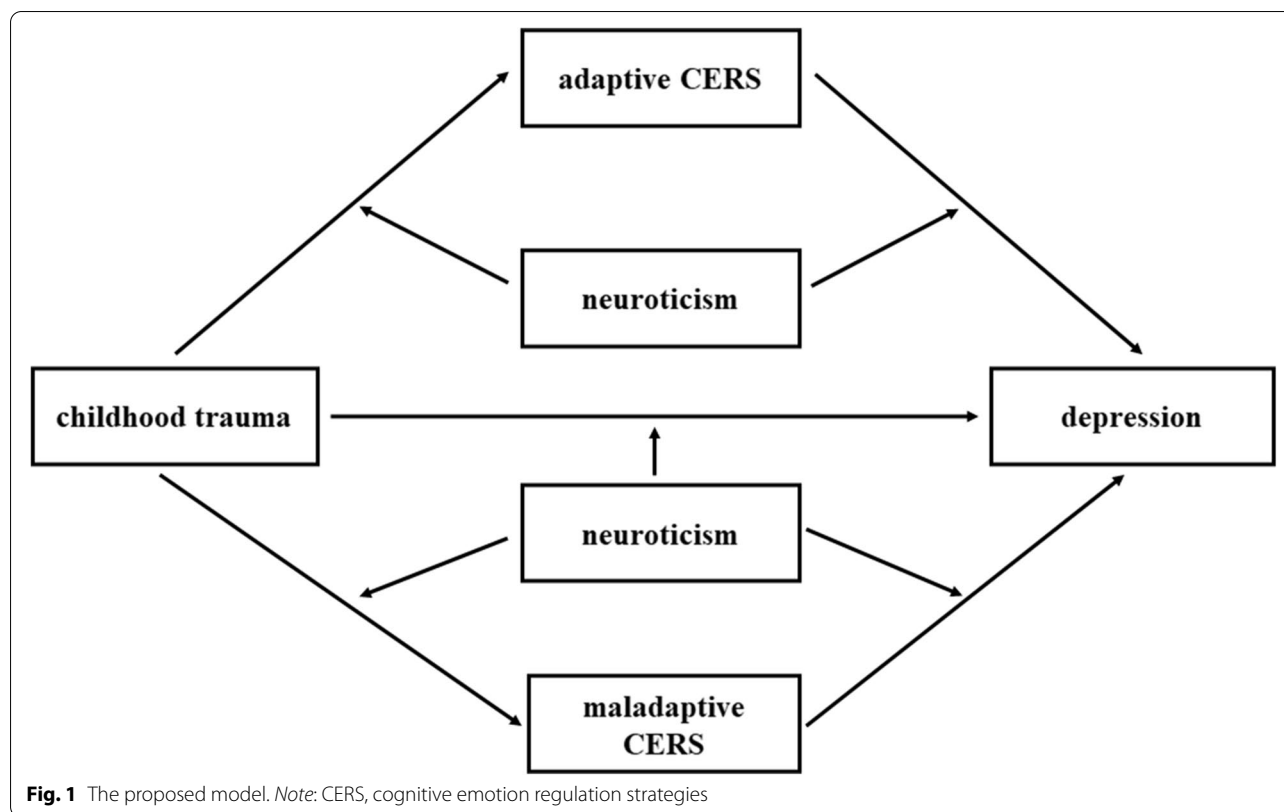 adaptive CERS
neuroticism
childhood trauma
depression
neuroticism
maladaptive
CERS
Fig. 1 The proposed model. Note: CERS, cognitive emotion regulation strategies